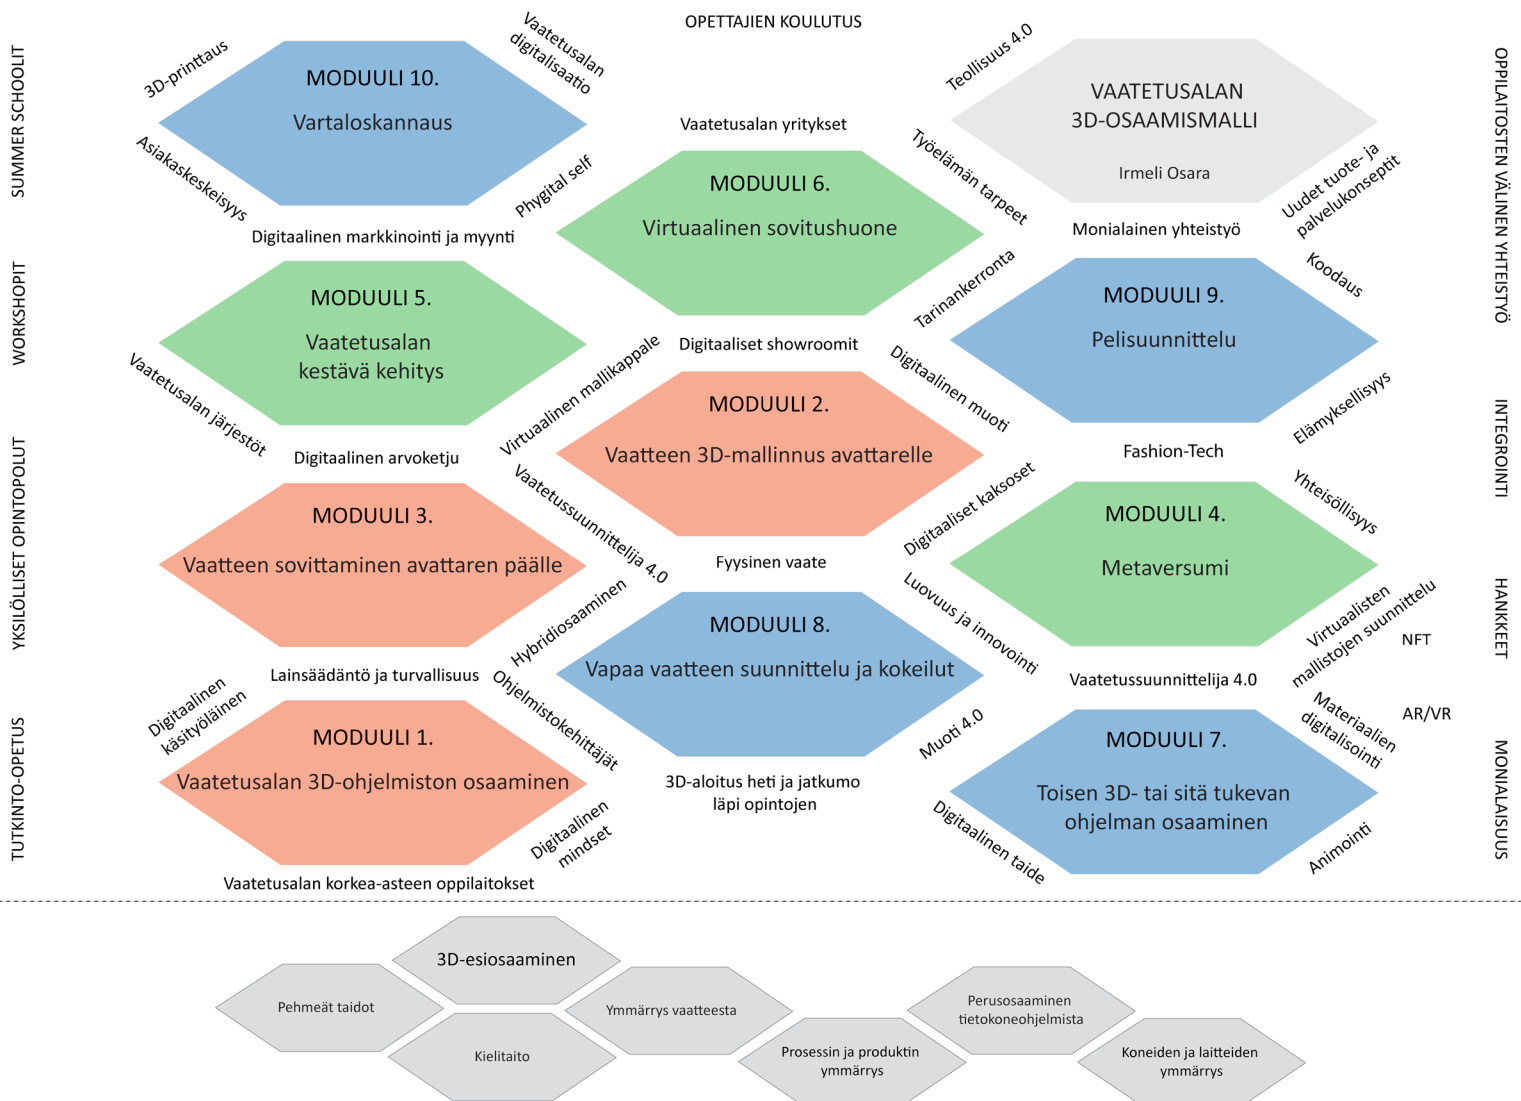 OPETTAJIEN KOULUTUS
SUMMER SCHOOLIT
WORKSHOPIT
YKSILÖLLISET OPINTOPOLUT
TUTKINTO-OPETUS
3D-printtaus
MODUULI 10.
Vartaloskannaus
Vaatetusalan
digitalisaatio
Asiakaskeskeisyys
Phygital self
Digitaalinen markkinointi ja myynti
MODUULI 5.
Vaatetusalan
kestävä kehitys
Vaatetusalan järjestöt
Virtuaalinen mallikappale
Digitaalinen arvoketju
MODUULI 3.
Vaatteen sovittaminen avattaren päälle
Vaatetussuunnittelija 4.0
Hybridiosaaminen
Lainsäädäntö ja turvallisuus
Digitaalinen
käsityöläinen
Ohjelmistokehittäjät
MODUULI 1.
Vaatetusalan 3D-ohjelmiston osaaminen
Digitaalinen
mindset
Vaatetusalan korkea-asteen oppilaitokset
Vaatetusalan yritykset
MODUULI 6.
Virtuaalinen sovitushuone
Digitaaliset showroomit
MODUULI 2.
Vaatteen 3D-mallinnus avattarelle
Fyysinen vaate
MODUULI 8.
Vapaa vaatteen suunnittelu ja kokeilut
3D-aloitus heti ja jatkumo
läpi opintojen
Teollisuus 4.0
VAATETUSALAN
3D-OSAAMISMALLI
Irmeli Osara
Työelämän tarpeet
Uudet tuote- ja
palvelukonseptit
Monialainen yhteistyö
Tarinankerronta
Koodaus
MODUULI 9.
Pelisuunnittelu
Digitaalinen muoti
Elämyksellisyys
Fashion-Tech
Digitaaliset kaksoset
Yhteisöllisyys
MODUULI 4.
Metaversumi
Luovuus ja innovointi
Virtuaalisten
mallistojen suunnittelu
NFT
Vaatetussuunnittelija 4.0
Muoti 4.0
Materiaalien
digitalisointi
AR/VR
MODUULI 7.
Toisen 3D- tai sitä tukevan
ohjelman osaaminen
Digitaalinen taide
Animointi
OPPILAITOSTEN VÄLINEN YHTEISTYÖ
INTEGROINTI
HANKKEET
MONIALAISUUS
3D-esiosaaminen
Pehmeät taidot
Kielitaito
Ymmärrys vaatteesta
Prosessin ja produktin
ymmärrys
Perusosaaminen
tietokoneohjelmista
Koneiden ja laitteiden
ymmärrys